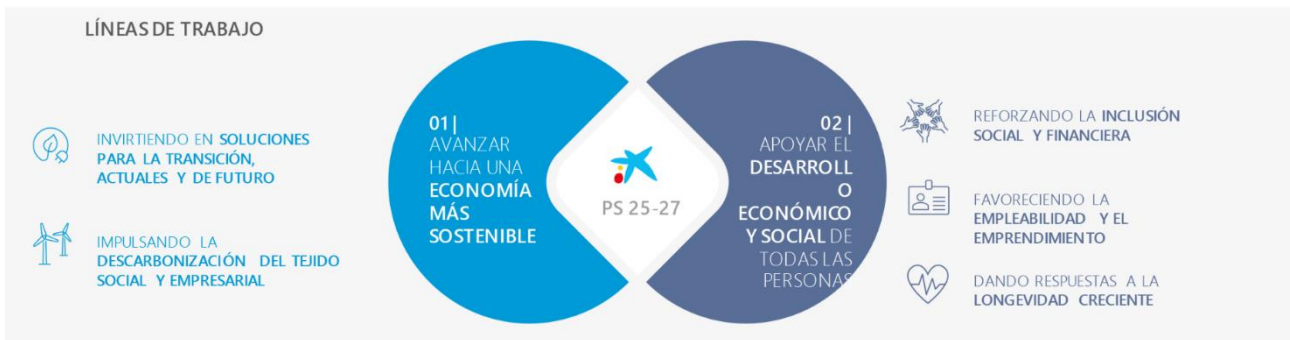 LÍNEAS DE TRABAJO
INVIRTIENDO EN SOLUCIONES
PARA LA TRANSICIÓN,
ACTUALES Y DE FUTURO
IMPULSANDO LA
DESCARBONIZACIÓN DEL TEJIDO
SOCIAL Y EMPRESARIAL
01|
AVANZAR
HACIA UNA
ECONOMÍA
MÁS
SOSTENIBLE
PS 25-27
02 |
APOYAR EL
DESARROLL
O
ECONÓMICO
Y SOCIAL DE
TODAS LAS
PERSONAS
REFORZANDO LA INCLUSIÓN
SOCIAL Y FINANCIERA
FAVORECIENDO LA
EMPLEABILIDAD Y EL
EMPRENDIMIENTO
DANDO RESPUESTAS A LA
LONGEVIDAD CRECIENTE